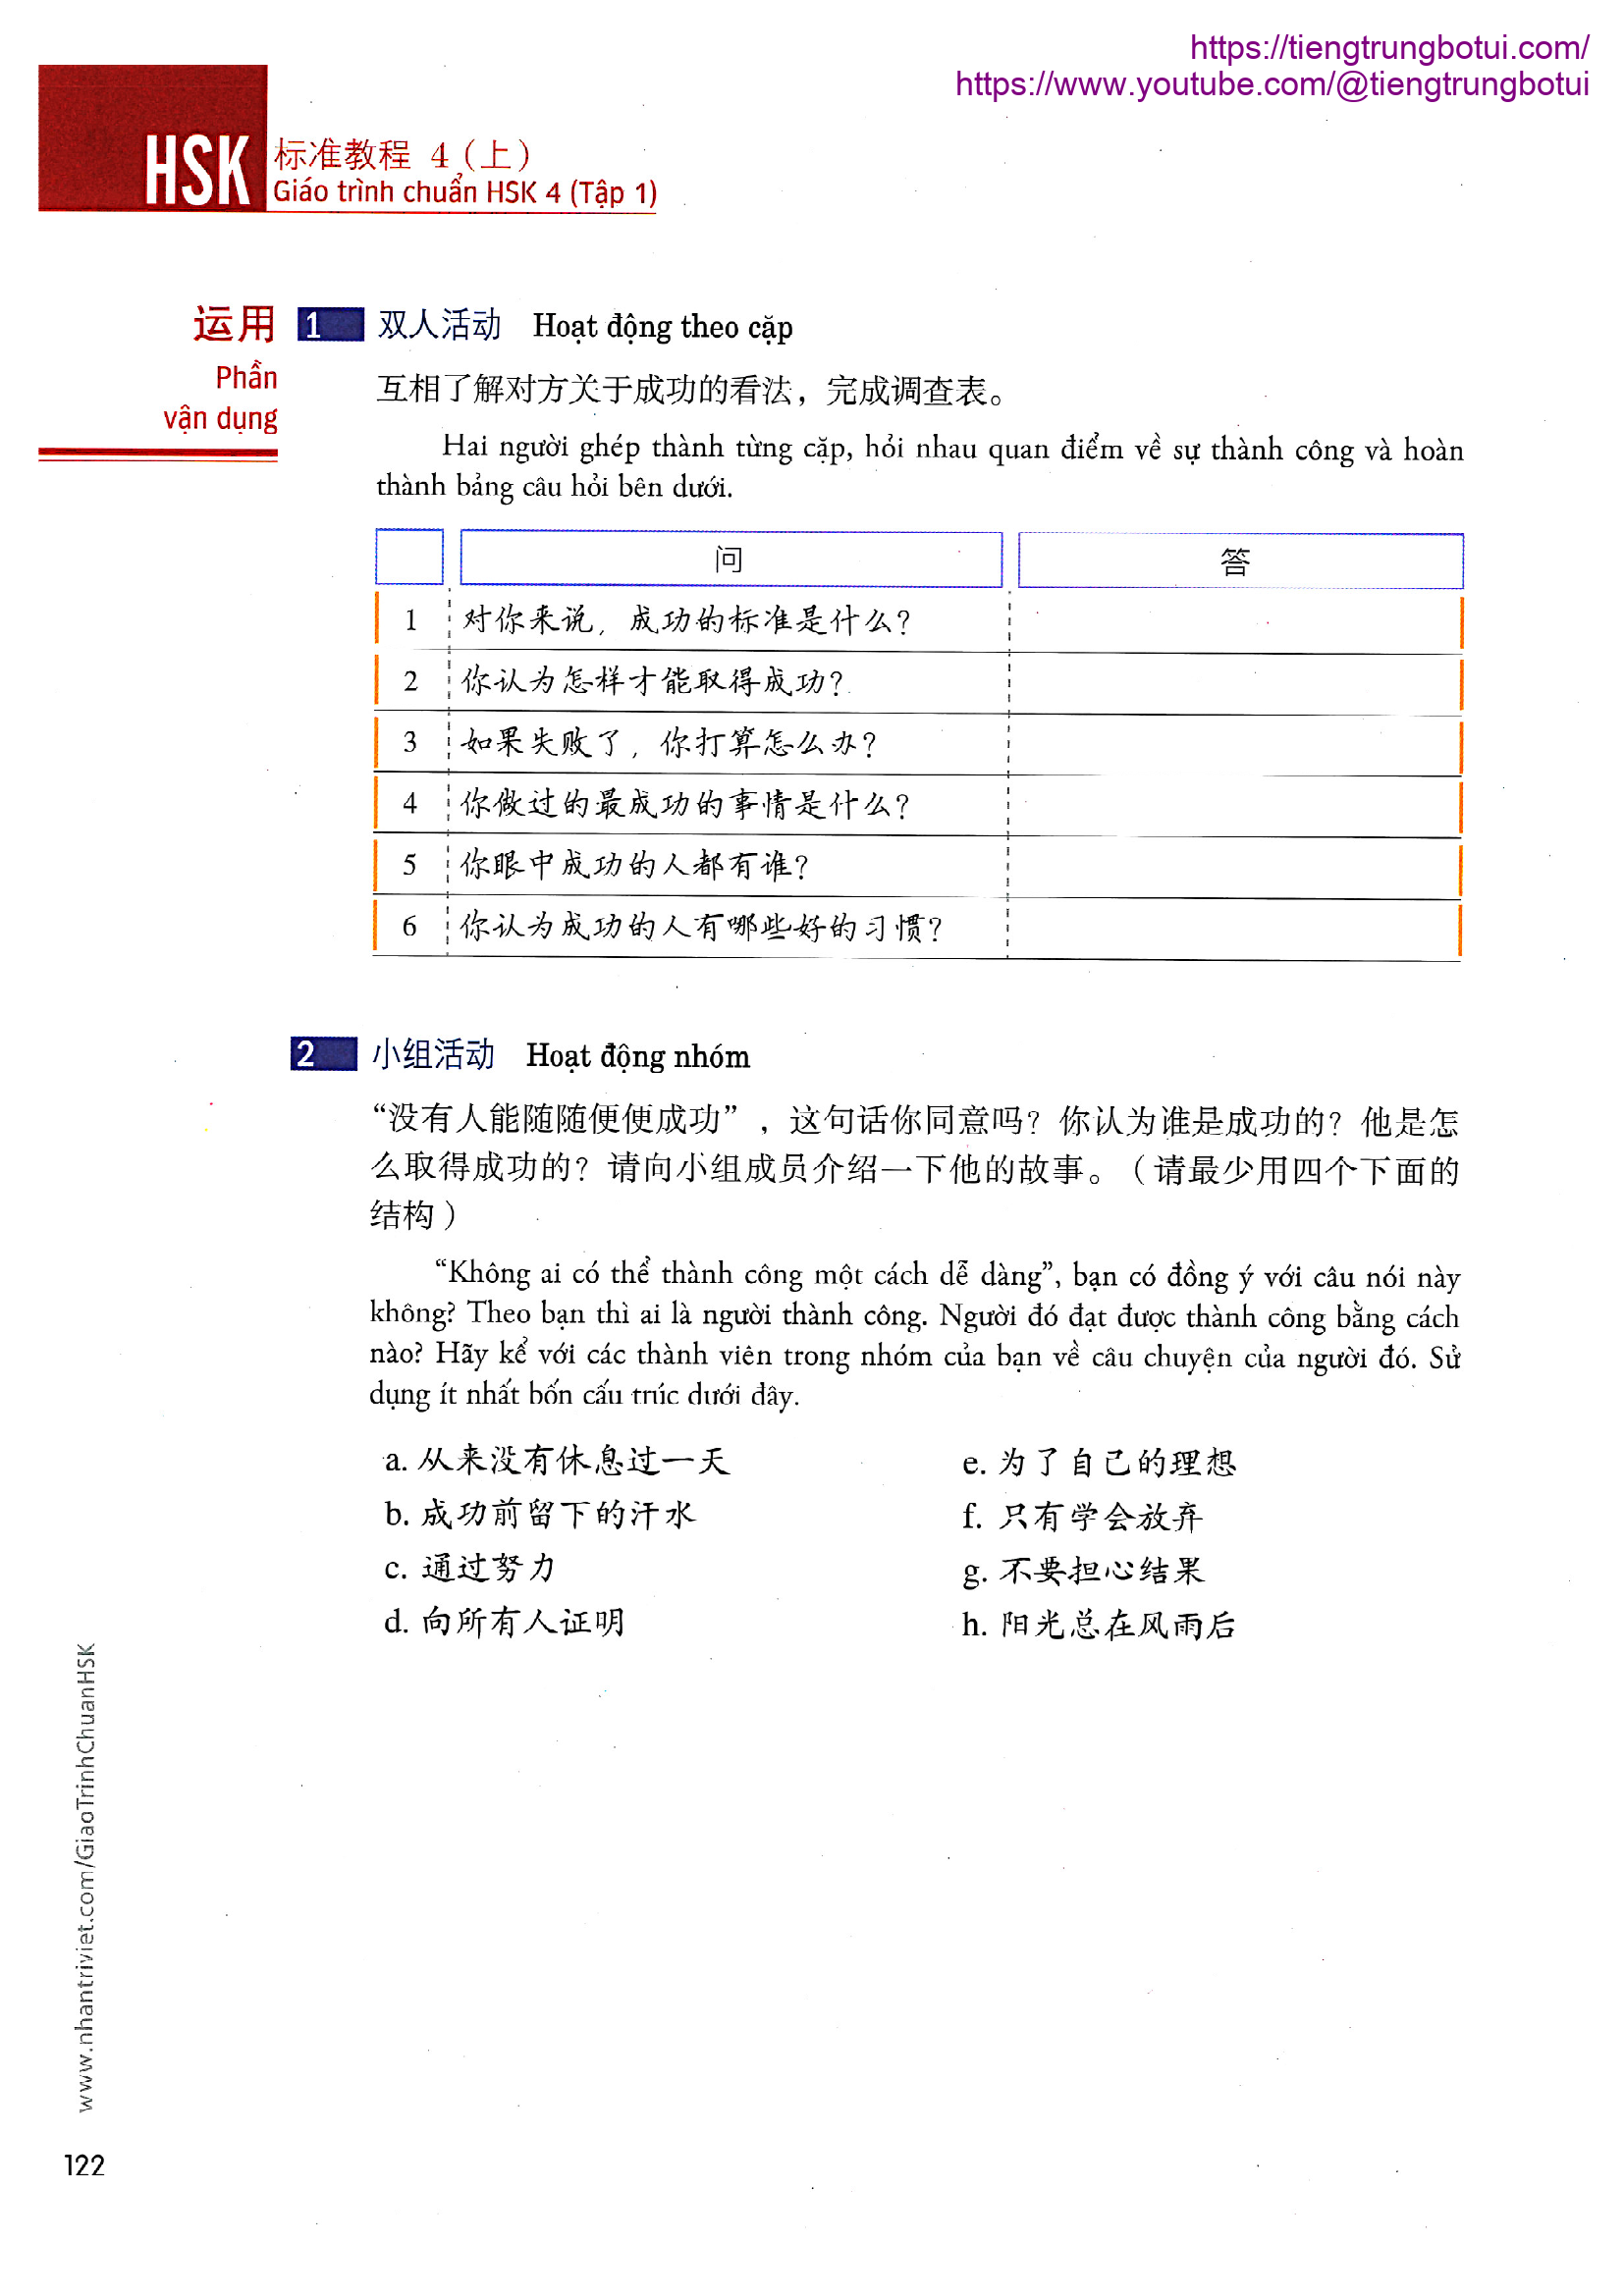 https://tiengtrungbotui.com/
https://www.youtube.com/@tiengtrungbotui
HSK 标准教程 4（上）
Giáo trình chuẩn HSK 4 (Tập 1)
运用
Phần
vận dụng
1 双人活动 Hoạt động theo cặp
互相了解对方关于成功的看法，完成调查表。
Hai người ghép thành từng cặp, hỏi nhau quan điểm về sự thành công và hoàn
thành bảng câu hỏi bên dưới.
问 答
1 对你来说，成功的标准是什么？
2 你认为怎样才能取得成功？
3 如果失败了，你打算怎么办？
4 你做过的最成功的事情是什么？
5 你眼中成功的人都有谁？
6 你认为成功的人有哪些好的习惯？
2 小组活动 Hoạt động nhóm
“没有人能随随便便成功”，这句话你同意吗？你认为谁是成功的？他是怎
么取得成功的？请向小组成员介绍一下他的故事。（请最少用四个下面的
结构）
“Không ai có thể thành công một cách dễ dàng”, bạn có đồng ý với câu nói này
không? Theo bạn thì ai là người thành công. Người đó đạt được thành công bằng cách
nào? Hãy kể với các thành viên trong nhóm của bạn về câu chuyện của người đó. Sử
dụng ít nhất bốn cấu trúc dưới đây.
a. 从来没有休息过一天
b. 成功前留下的汗水
c. 通过努力
d. 向所有人证明
e. 为了自己的理想
f. 只有学会放弃
g. 不要担心结果
h. 阳光总在风雨后
www.nhantriviet.com/GiaoTrinhChuanHSK
122